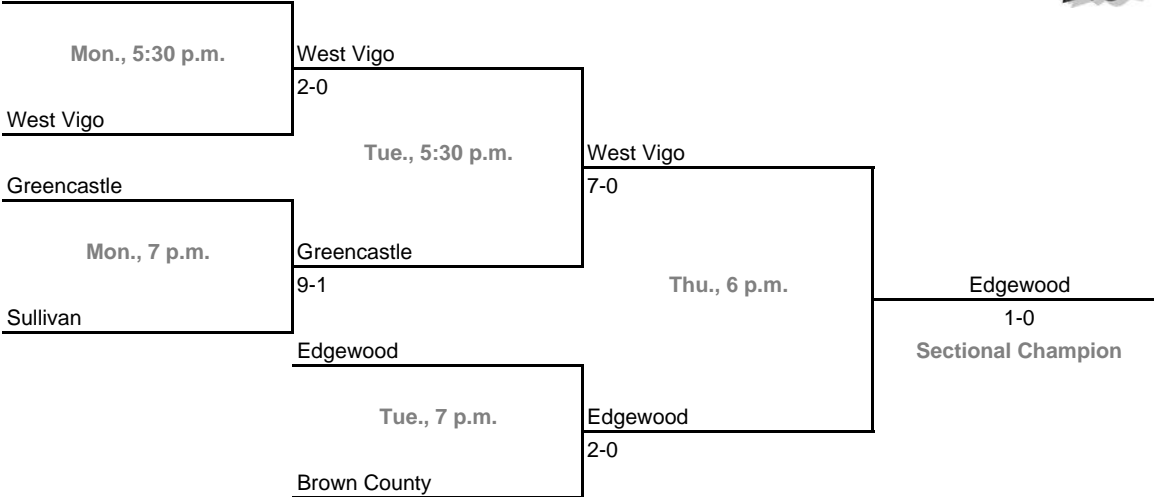 Mon., 5:30 p.m.
West Vigo
2-0
West Vigo
Tue., 5:30 p.m.
West Vigo
7-0
Greencastle
Mon., 7 p.m.
Greencastle
9-1
Thu., 6 p.m.
Edgewood
1-0
Sectional Champion
Sullivan
Edgewood
Tue., 7 p.m.
Edgewood
2-0
Brown County